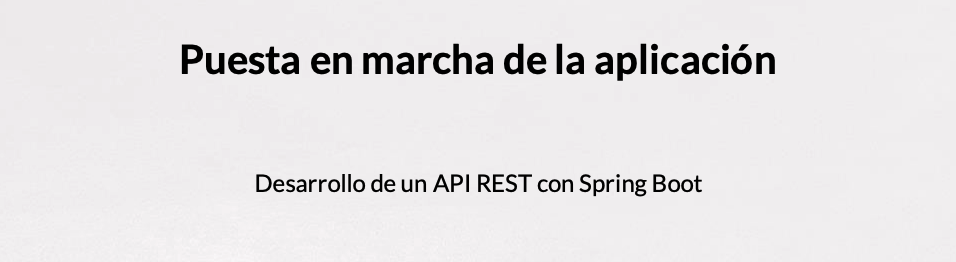 Puesta en marcha de la aplicación
Desarrollo de un API REST con Spring Boot